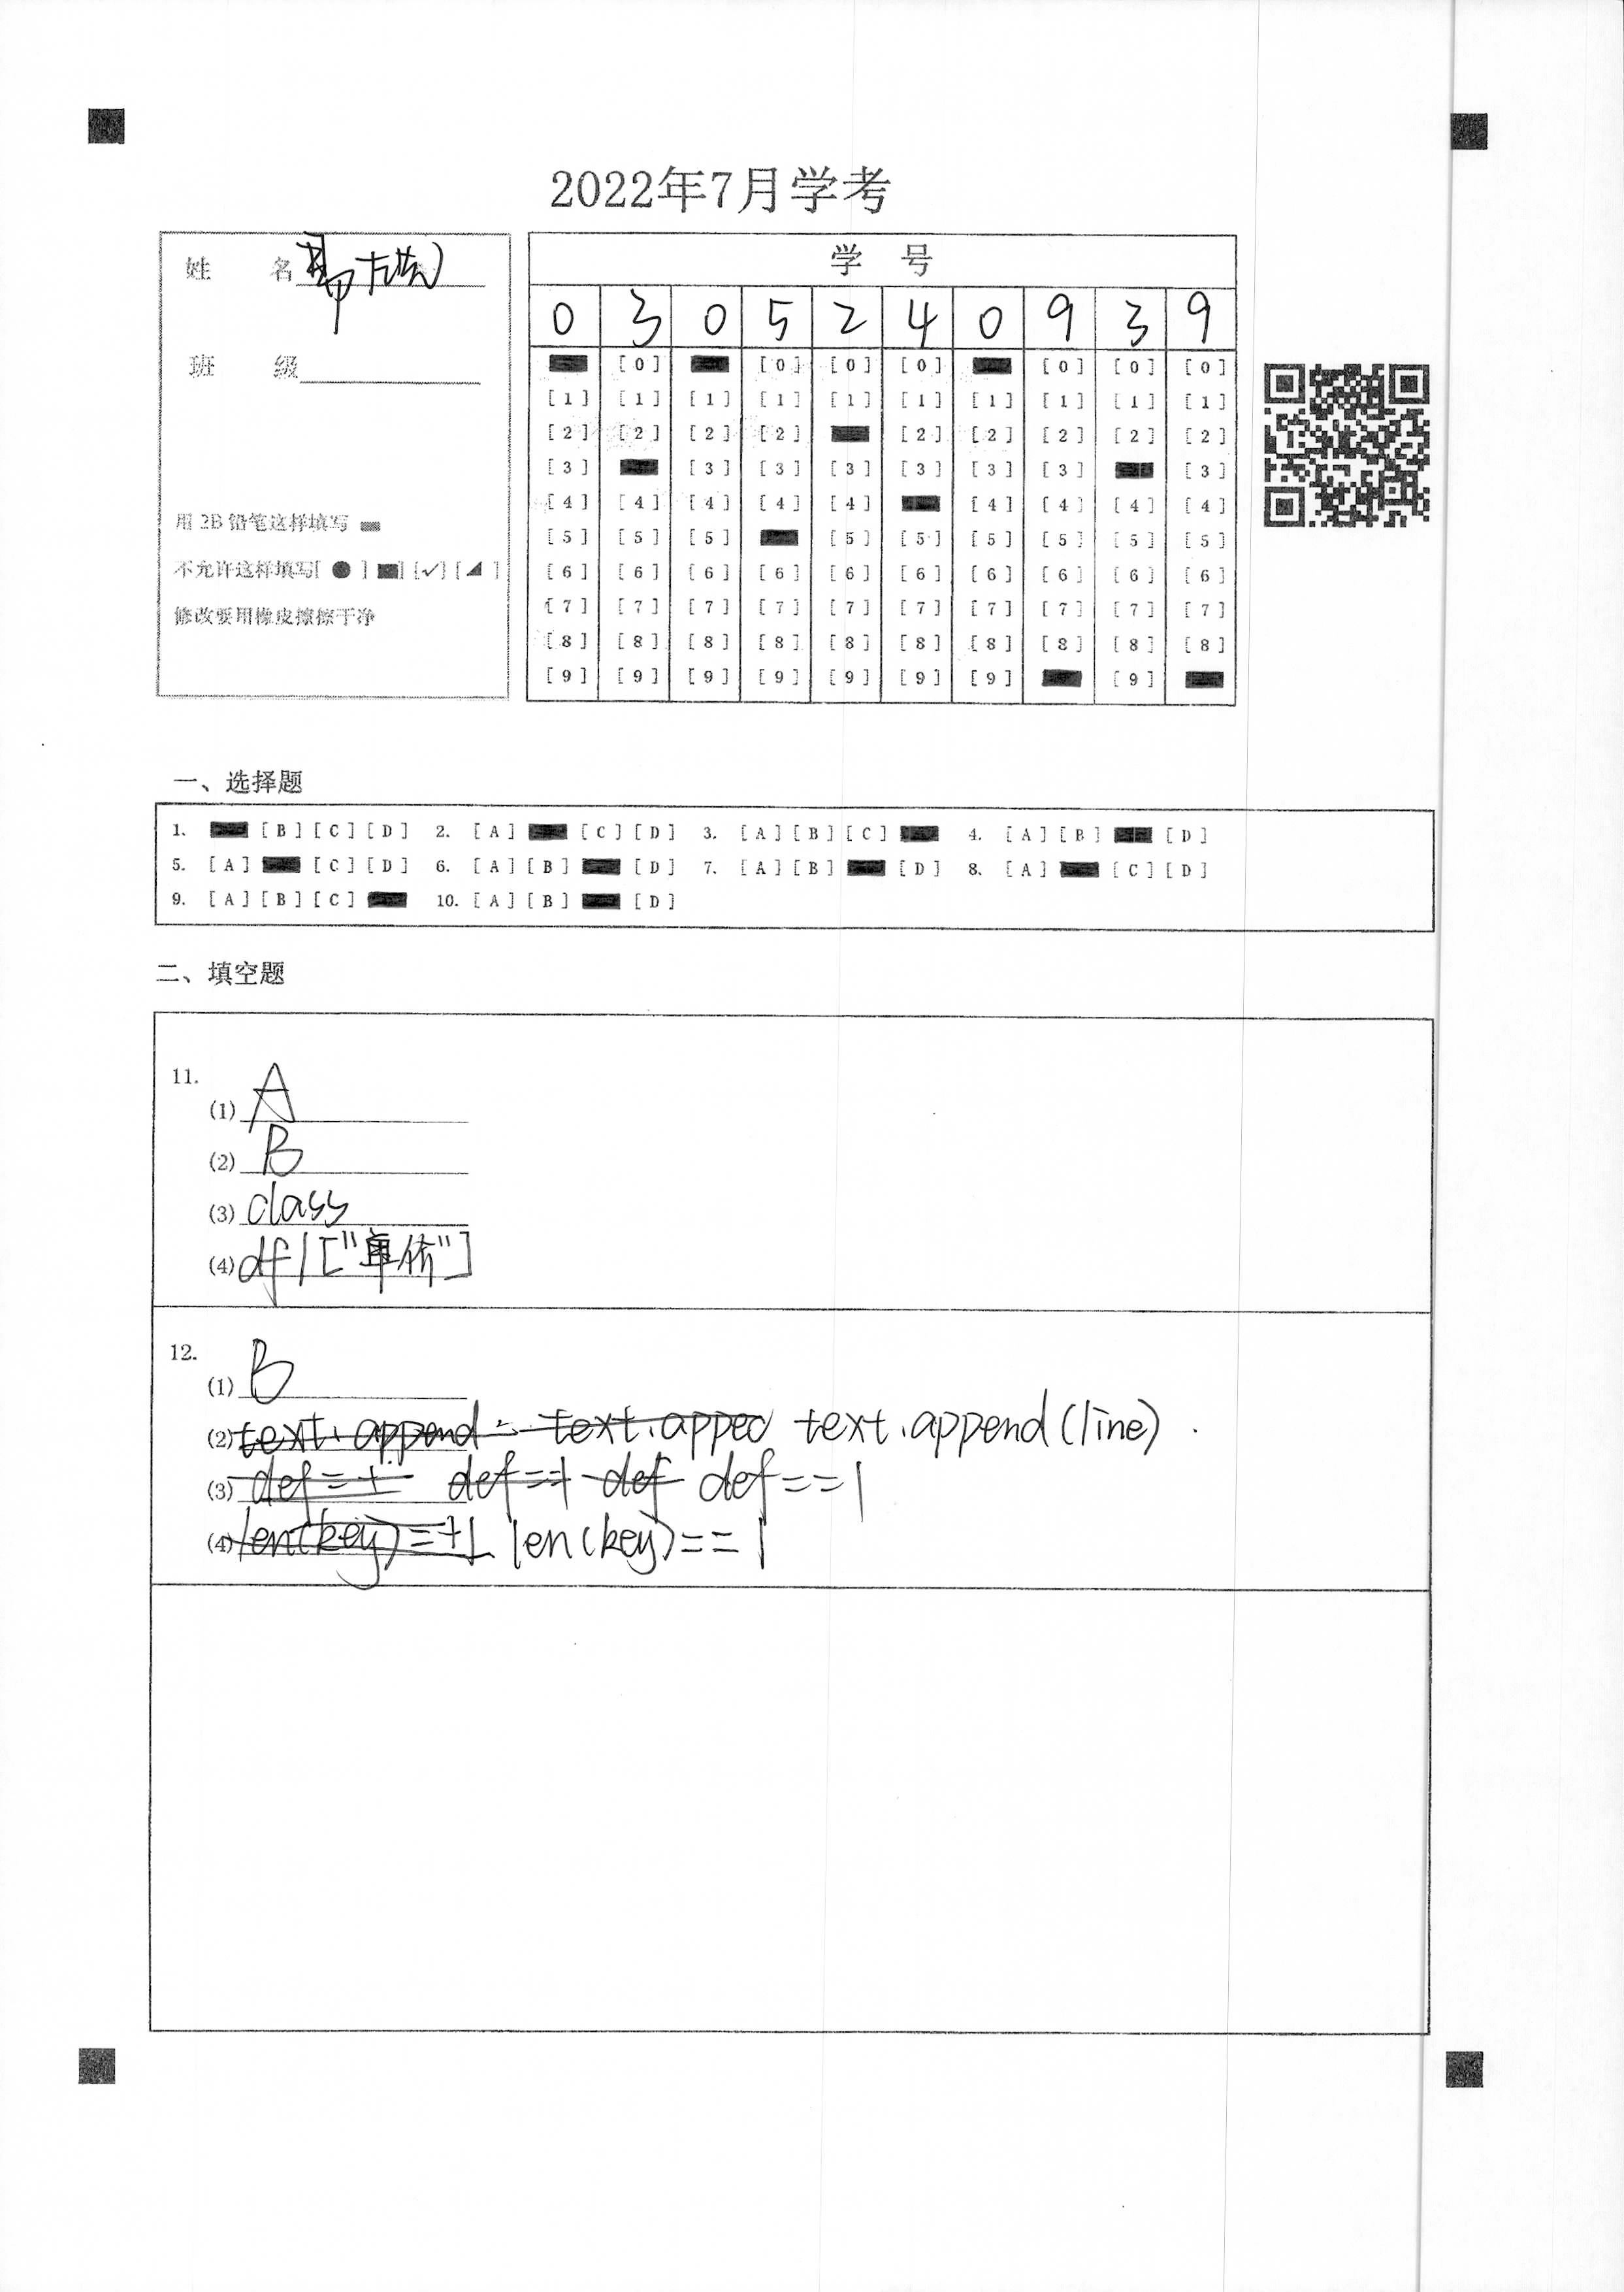 2022年7月学考
姓 名
班 级
用 2B 铅笔这样填写
不允许这样填写[ ● ] [■] [✓] [◢ ]
修改要用橡皮擦擦干净
学 号
0 3 0 5 2 4 0 9 3 9
[0] [0] [0] [0] [0] [0] [0]
[1] [1] [1] [1] [1] [1] [1] [1] [1] [1]
[2] [2] [2] [2] [2] [2] [2] [2] [2]
[3] [3] [3] [3] [3] [3] [3] [3]
[4] [4] [4] [4] [4] [4] [4] [4] [4]
[5] [5] [5] [5] [5] [5] [5] [5] [5]
[6] [6] [6] [6] [6] [6] [6] [6] [6] [6]
[7] [7] [7] [7] [7] [7] [7] [7] [7] [7]
[8] [8] [8] [8] [8] [8] [8] [8] [8] [8]
[9] [9] [9] [9] [9] [9] [9] [9]
一、选择题
1. [B] [C] [D] 2. [A] [C] [D] 3. [A] [B] [C] 4. [A] [B] [D]
5. [A] [C] [D] 6. [A] [B] [D] 7. [A] [B] [D] 8. [A] [C] [D]
9. [A] [B] [C] 10. [A] [B] [D]
二、填空题
11.
(1) A
(2) B
(3) class
(4) df1["单价"]
12.
(1) B
(2) text.append = text.appeo text.append(line)
(3) def=+ def=+1 def def==1
(4) len(key)=+1 len(key)==1